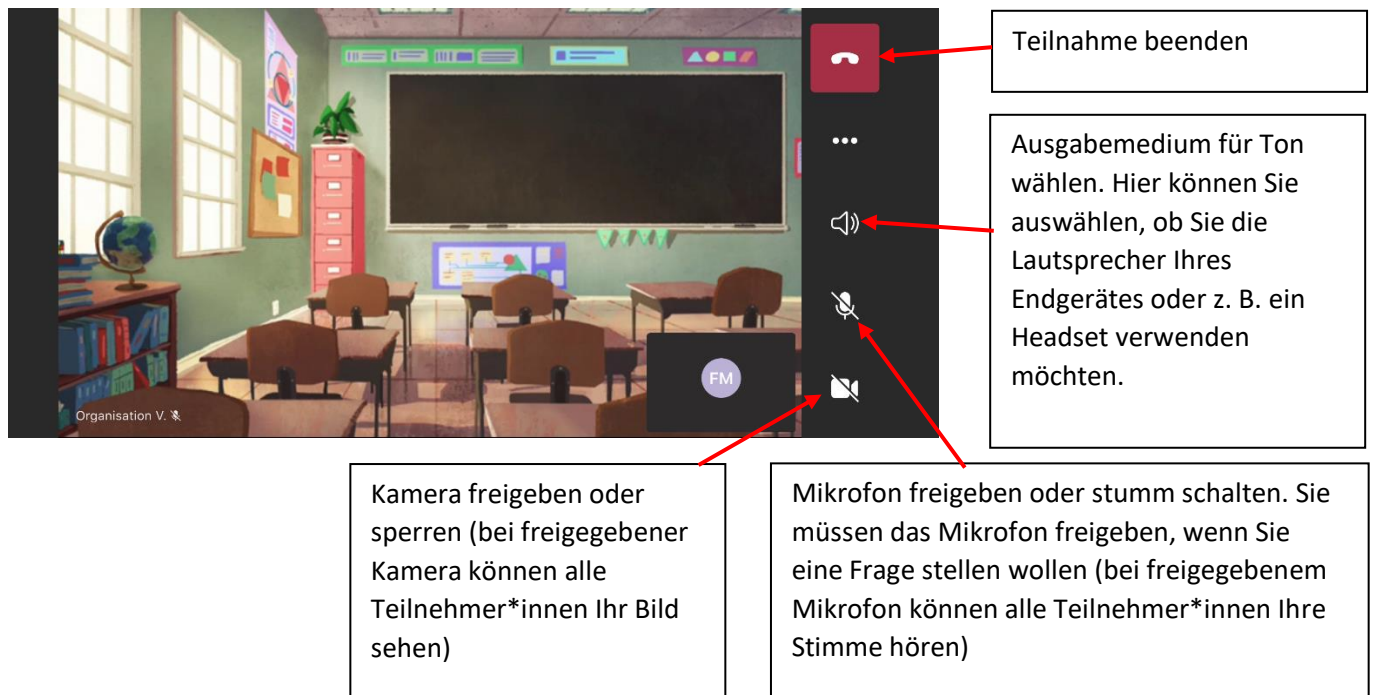 Teilnahme beenden
Ausgabemedium für Ton
wählen. Hier können Sie
auswählen, ob Sie die
Lautsprecher Ihres
Endgerätes oder z. B. ein
Headset verwenden
möchten.
FM
Organisation V.
Kamera freigeben oder
sperren (bei freigegebener
Kamera können alle
Teilnehmer*innen Ihr Bild
sehen)
Mikrofon freigeben oder stumm schalten. Sie
müssen das Mikrofon freigeben, wenn Sie
eine Frage stellen wollen (bei freigegebenem
Mikrofon können alle Teilnehmer*innen Ihre
Stimme hören)